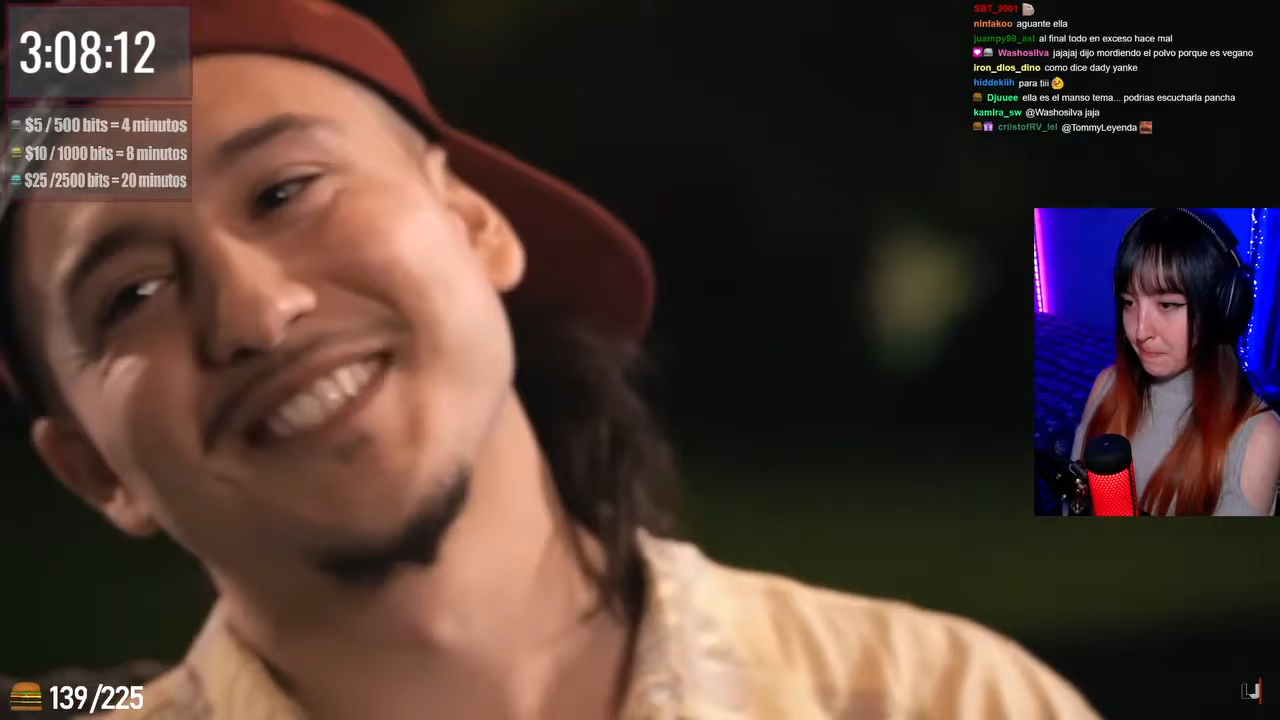 3:08:12
$5 / 500 bits = 4 minutos
$10 / 1000 bits = 8 minutos
$25 /2500 bits = 20 minutos
SBT_2001
ninfakoo aguante ella
juampy99_asl al final todo en exceso hace mal
Washosilva jajajaj dijo mordiendo el polvo porque es vegano
iron_dios_dino como dice dady yanke
hiddekiih para tiii
Djuuee ella es el manso tema... podrias escucharla pancha
kamira_sw @Washosilva jaja
criistofRV_lel @TommyLeyenda
139/225
LJ